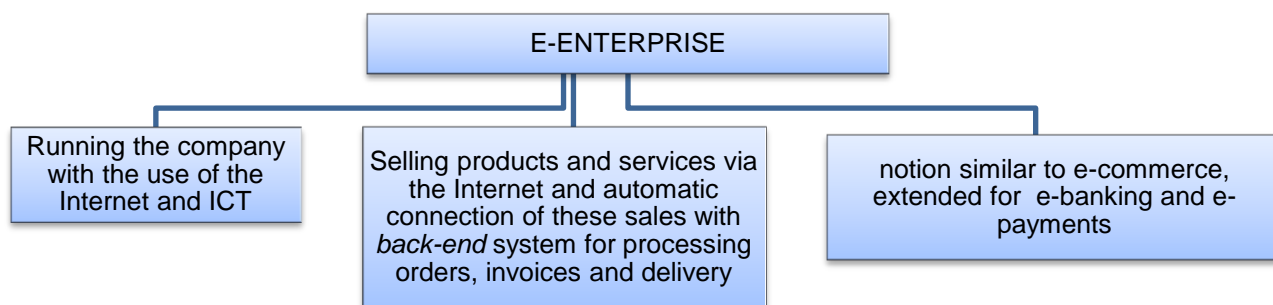 E-ENTERPRISE
Running the company
with the use of the
Internet and ICT
Selling products and services via
the Internet and automatic
connection of these sales with
back-end system for processing
orders, invoices and delivery
notion similar to e-commerce,
extended for e-banking and e-
payments